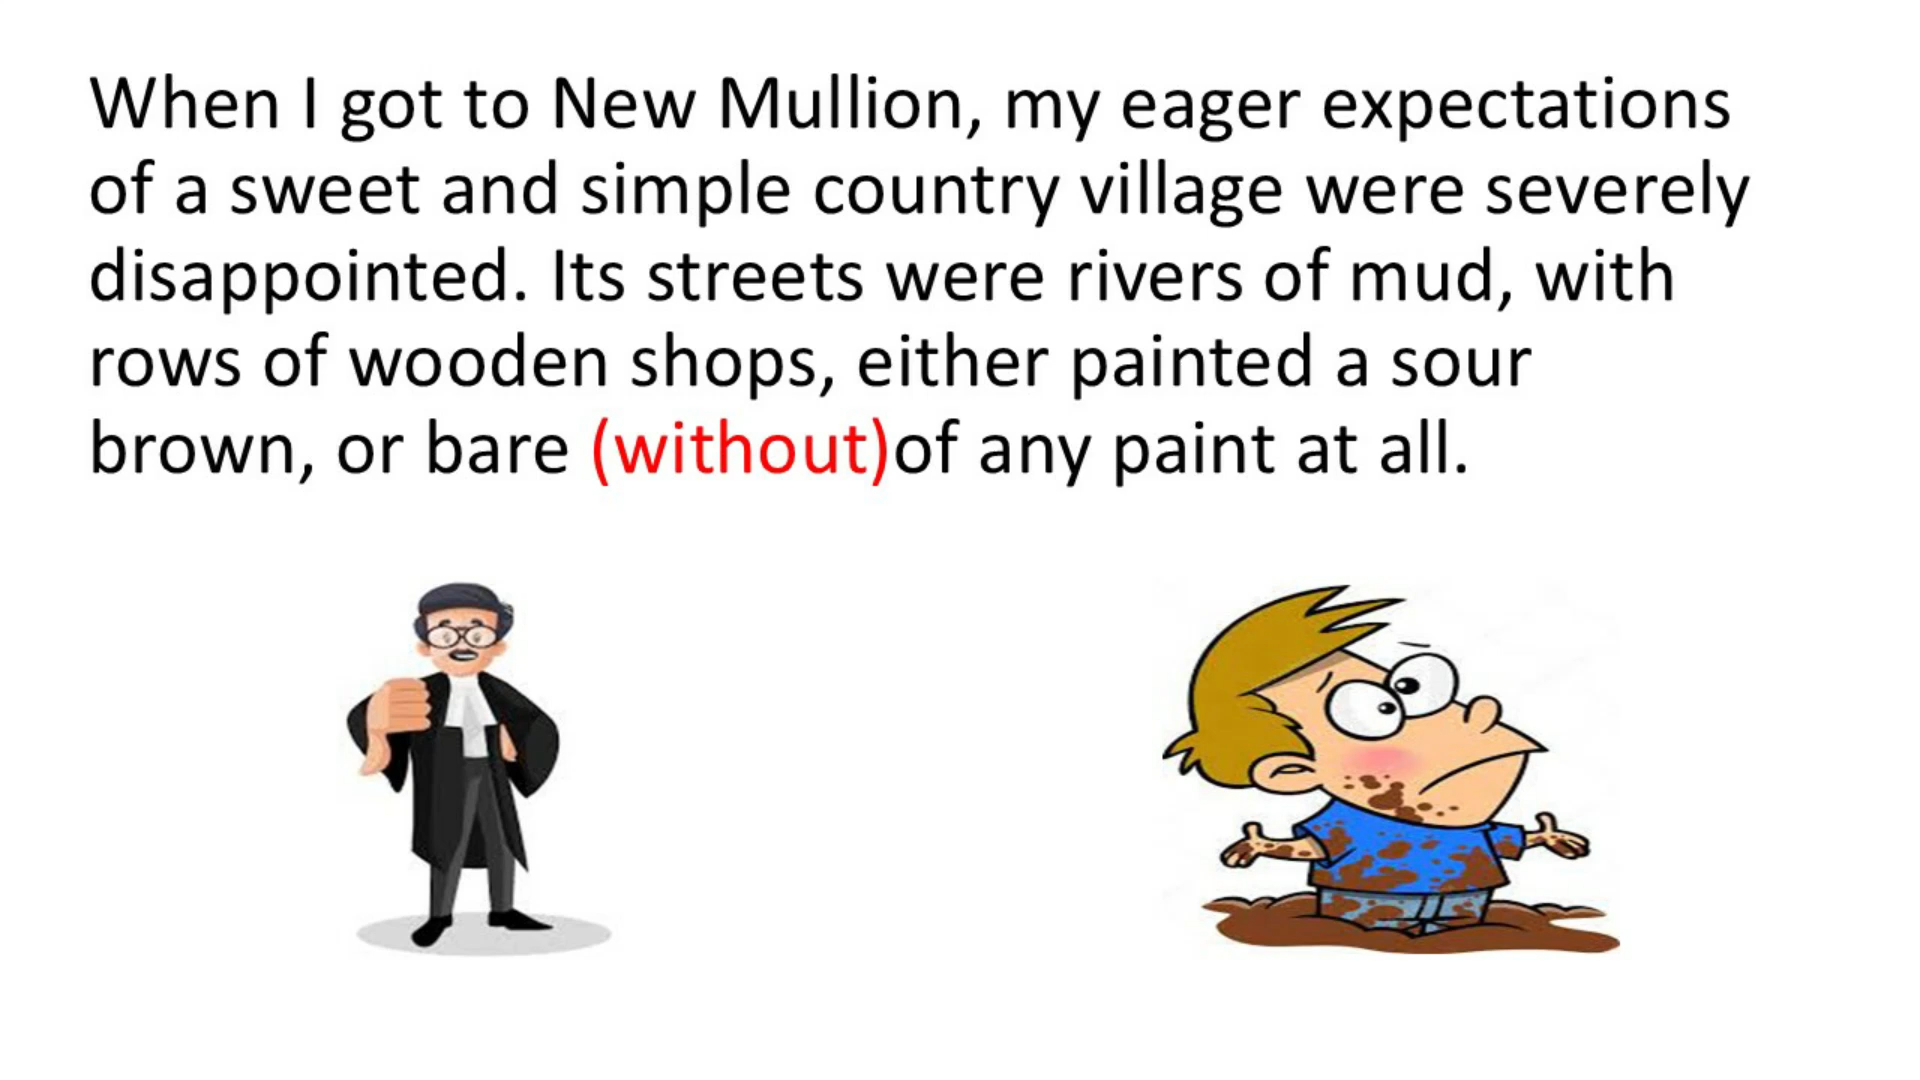 When I got to New Mullion, my eager expectations
of a sweet and simple country village were severely
disappointed. Its streets were rivers of mud, with
rows of wooden shops, either painted a sour
brown, or bare (without)of any paint at all.